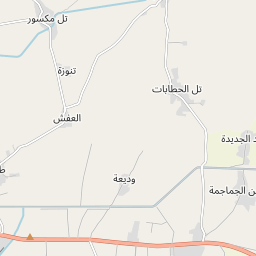 تل مكسور
تنوزة
تل الحطابات
العفش
د الجديدة
ط
وديعة
ن الجماجمة